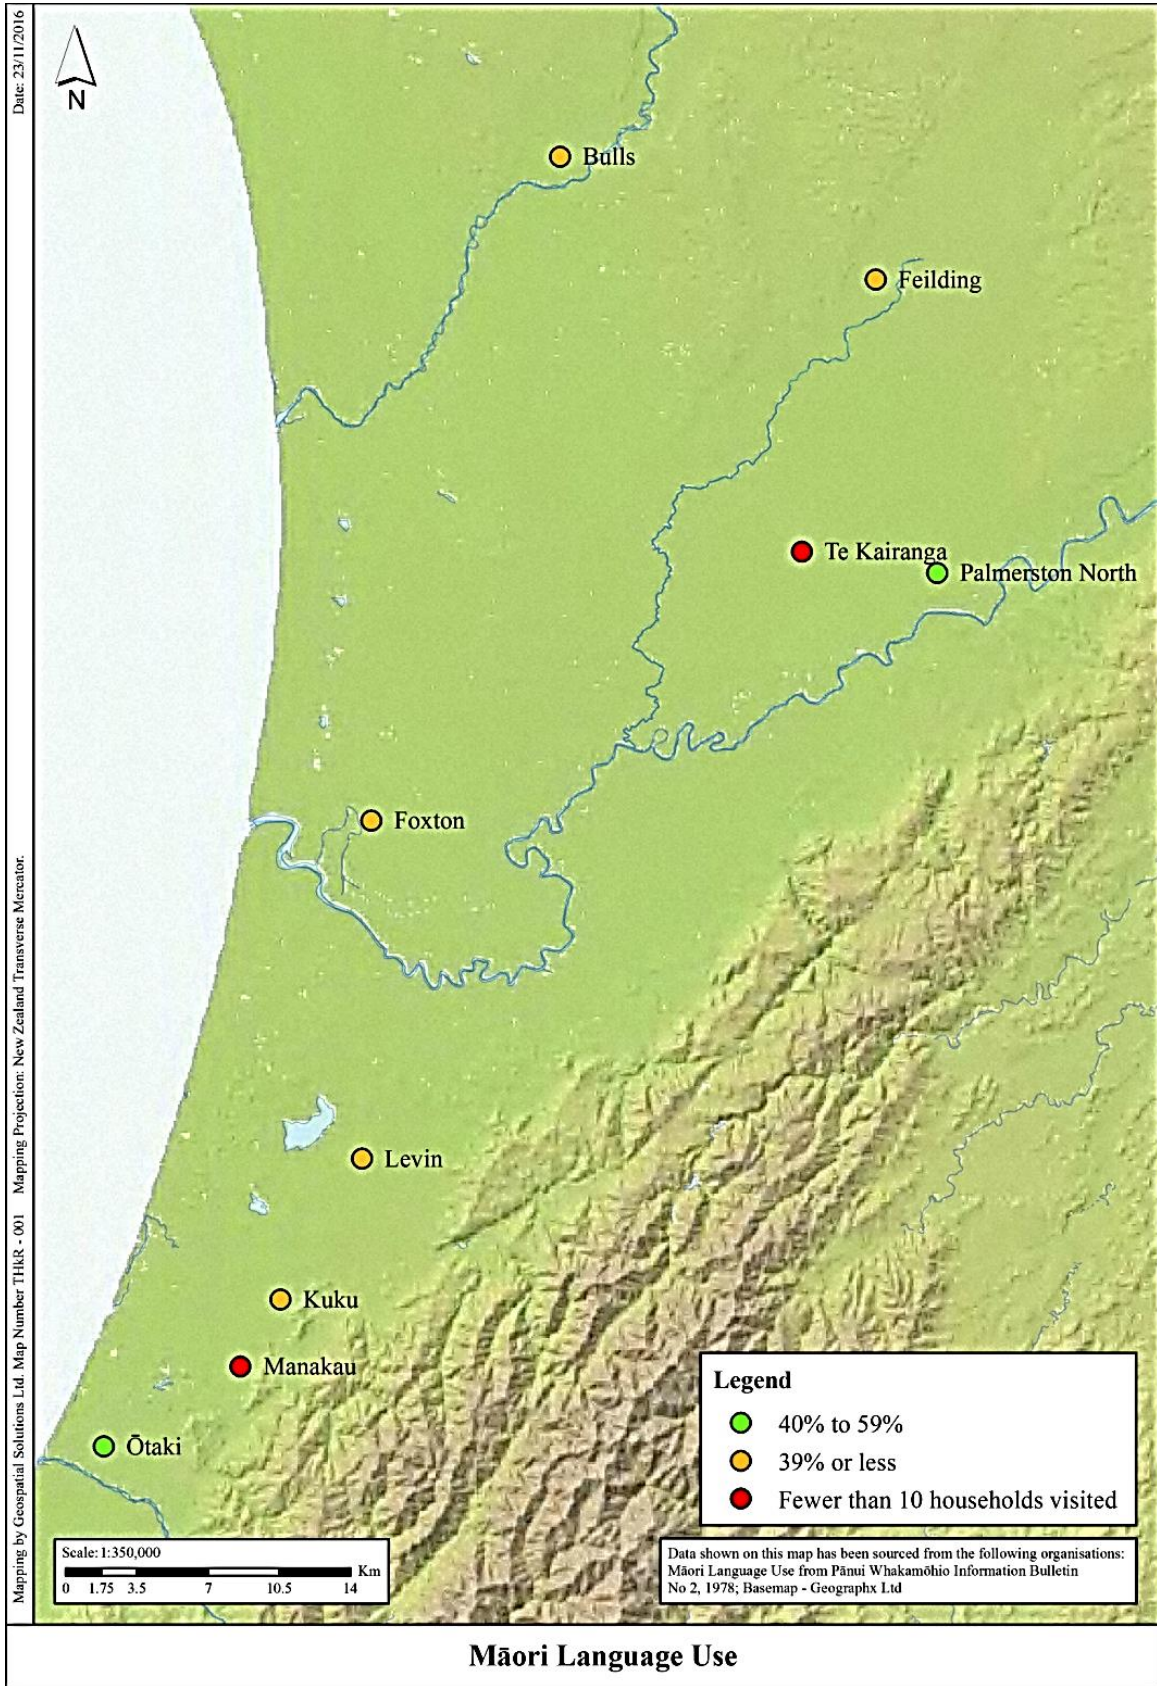 Date: 23/11/2016
N
Bulls
Feilding
Te Kairanga
Palmerston North
Foxton
Levin
Kuku
Manakau
Ōtaki
Legend
40% to 59%
39% or less
Fewer than 10 households visited
Scale: 1:350,000
Km
0 1.75 3.5 7 10.5 14
Data shown on this map has been sourced from the following organisations:
Māori Language Use from Pānui Whakamōhio Information Bulletin
No 2, 1978; Basemap - Geographx Ltd
Mapping by Geospatial Solutions Ltd. Map Number THkR - 001 Mapping Projection: New Zealand Transverse Mercator.
Māori Language Use